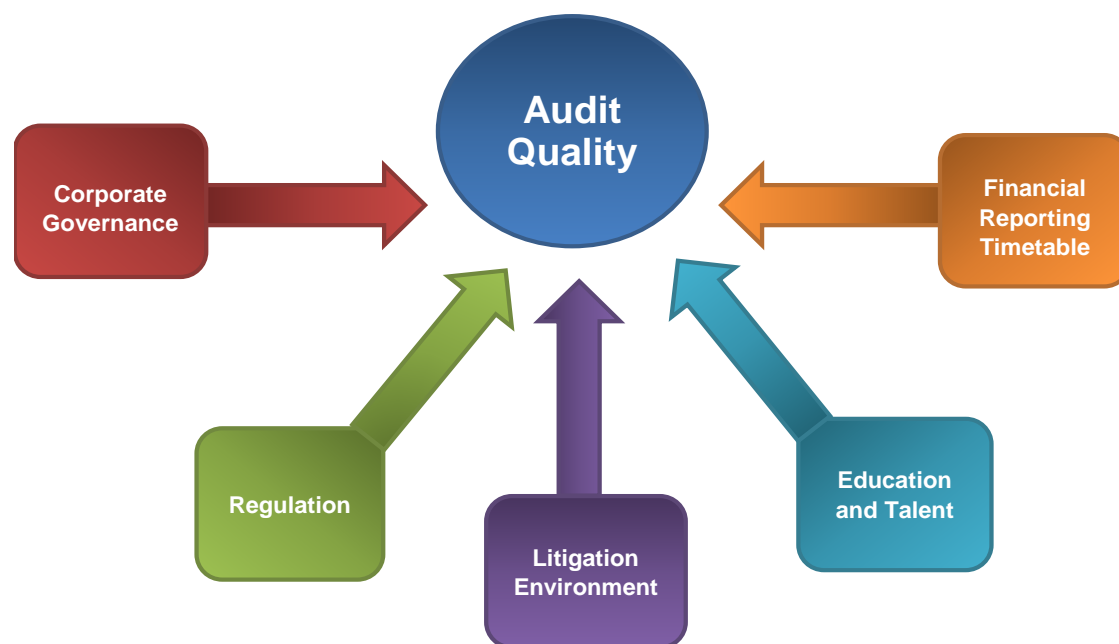 Audit
Quality
Corporate
Governance
Financial
Reporting
Timetable
Regulation
Litigation
Environment
Education
and Talent